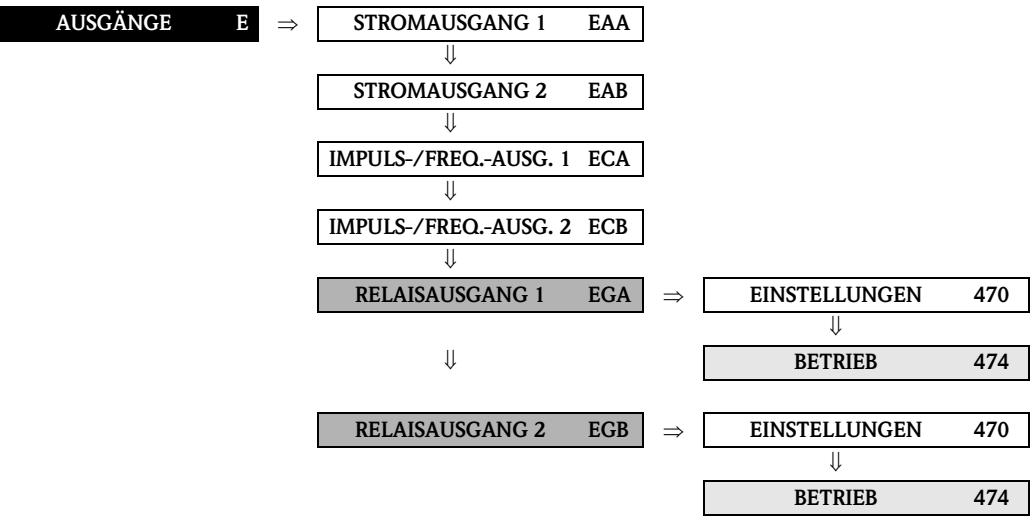 AUSGÄNGE E ⇒ STROMAUSGANG 1 EAA
⇓
STROMAUSGANG 2 EAB
⇓
IMPULS-/FREQ.-AUSG. 1 ECA
⇓
IMPULS-/FREQ.-AUSG. 2 ECB
⇓
RELAISAUSGANG 1 EGA ⇒ EINSTELLUNGEN 470
⇓
⇓ BETRIEB 474
RELAISAUSGANG 2 EGB ⇒ EINSTELLUNGEN 470
⇓
BETRIEB 474